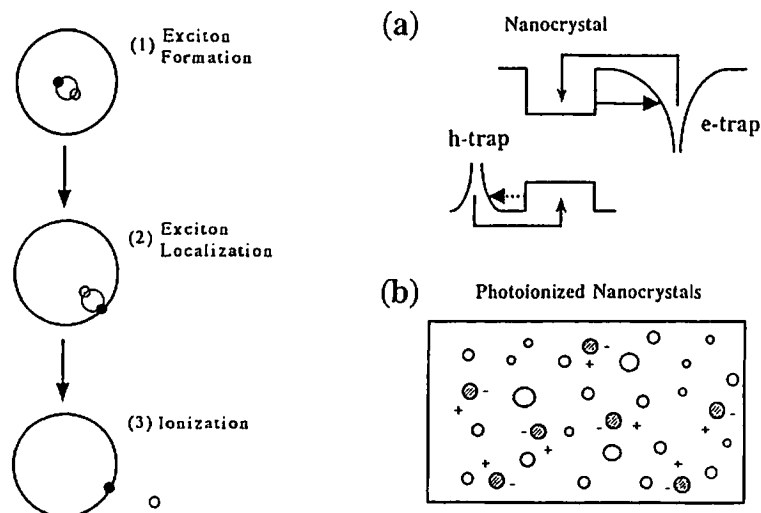 (1) Exciton
Formation
(2) Exciton
Localization
(3) Ionization
(a)
Nanocrystal
e-trap
h-trap
(b)
Photoionized Nanocrystals
- + - + - + - + - + - + + - + -